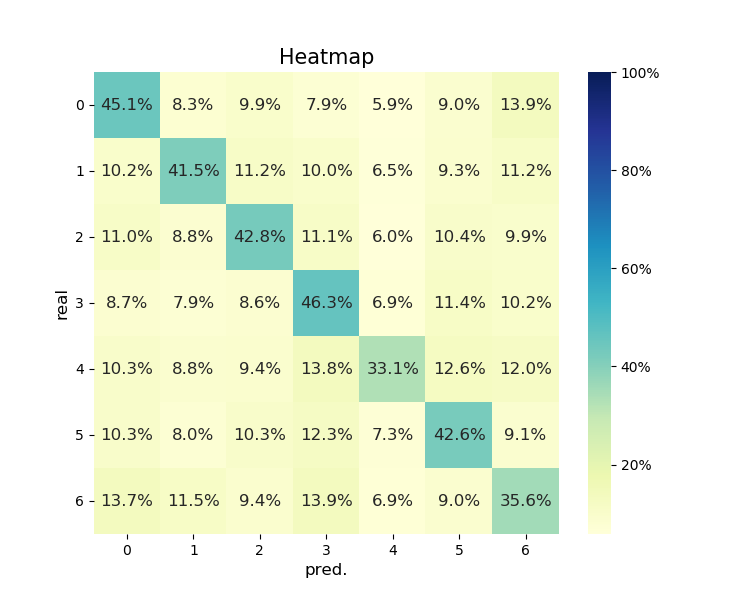 Heatmap
0 45.1% 8.3% 9.9% 7.9% 5.9% 9.0% 13.9%
1 10.2% 41.5% 11.2% 10.0% 6.5% 9.3% 11.2%
2 11.0% 8.8% 42.8% 11.1% 6.0% 10.4% 9.9%
3 8.7% 7.9% 8.6% 46.3% 6.9% 11.4% 10.2%
4 10.3% 8.8% 9.4% 13.8% 33.1% 12.6% 12.0%
5 10.3% 8.0% 10.3% 12.3% 7.3% 42.6% 9.1%
6 13.7% 11.5% 9.4% 13.9% 6.9% 9.0% 35.6%
0 1 2 3 4 5 6
pred.
real
100%
80%
60%
40%
20%